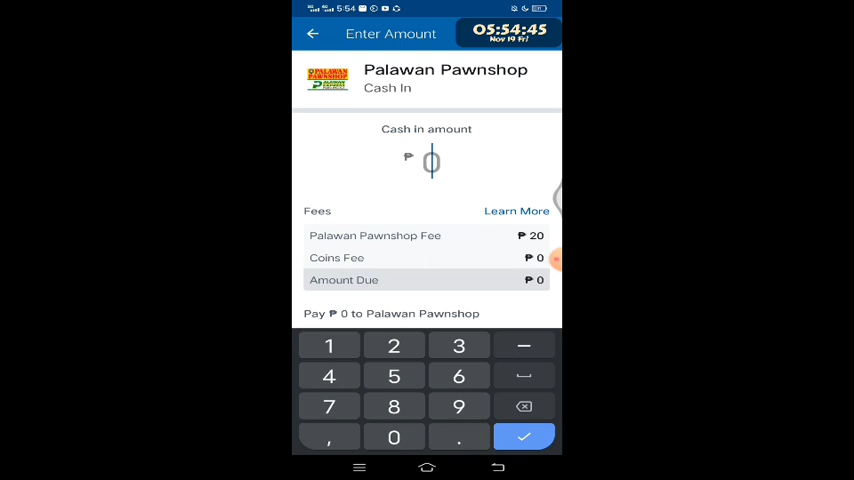 5:54
Enter Amount
05:54:45
Nov 19 Fri
PALAWAN
PAWNSHOP
Palawan Pawnshop
Cash In
Cash in amount
₱ 0
Fees
Learn More
Palawan Pawnshop Fee ₱ 20
Coins Fee ₱ 0
Amount Due ₱ 0
Pay ₱ 0 to Palawan Pawnshop
1 2 3 –
4 5 6
7 8 9
, 0 .